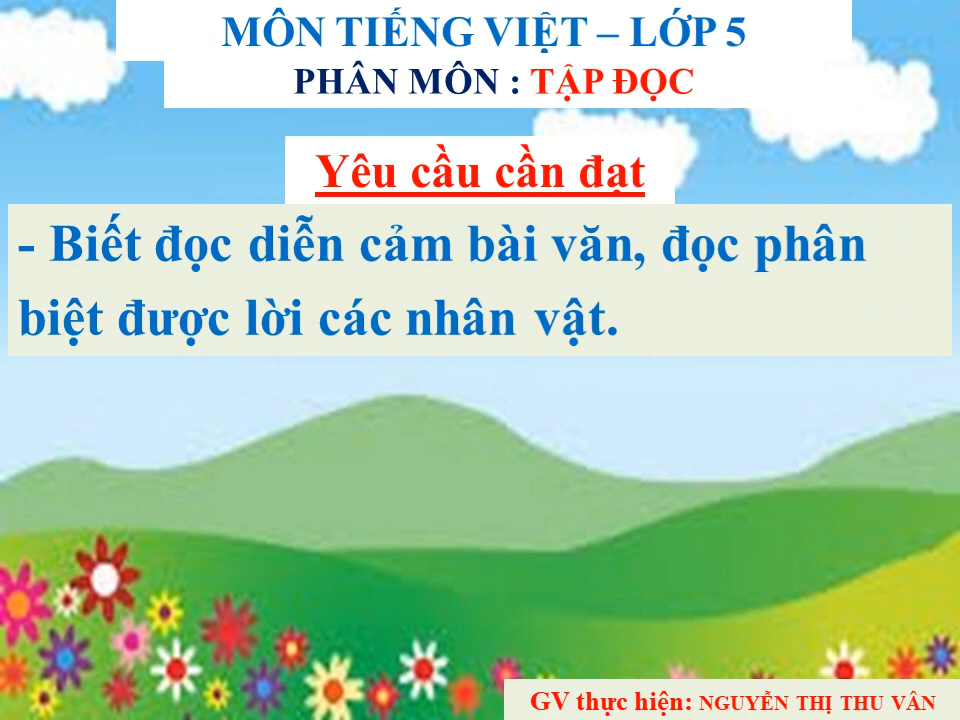 MÔN TIẾNG VIỆT – LỚP 5
PHÂN MÔN : TẬP ĐỌC
Yêu cầu cần đạt
- Biết đọc diễn cảm bài văn, đọc phân
biệt được lời các nhân vật.
GV thực hiện: NGUYỄN THỊ THU VÂN